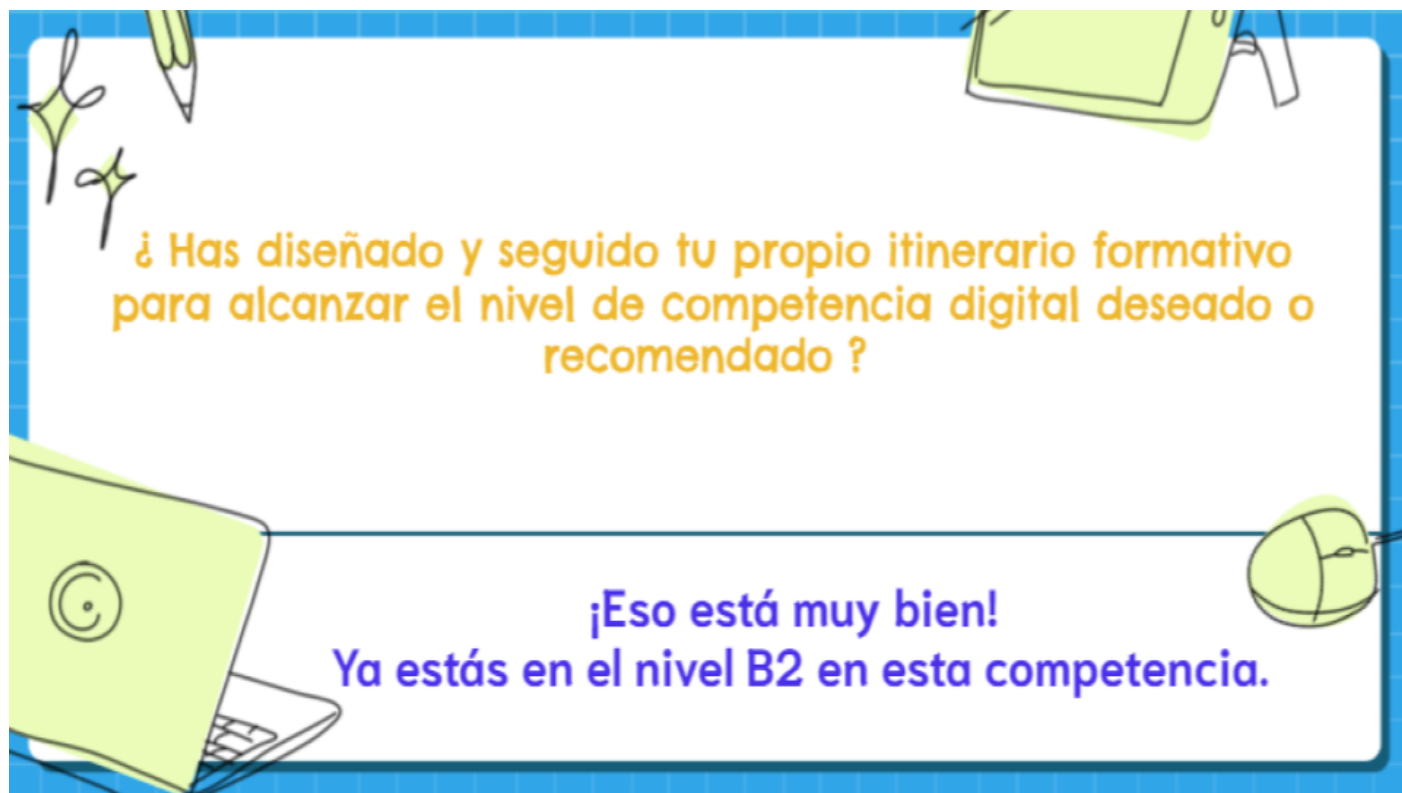 ¿ Has diseñado y seguido tu propio itinerario formativo
para alcanzar el nivel de competencia digital deseado o
recomendado ?
¡Eso está muy bien!
Ya estás en el nivel B2 en esta competencia.